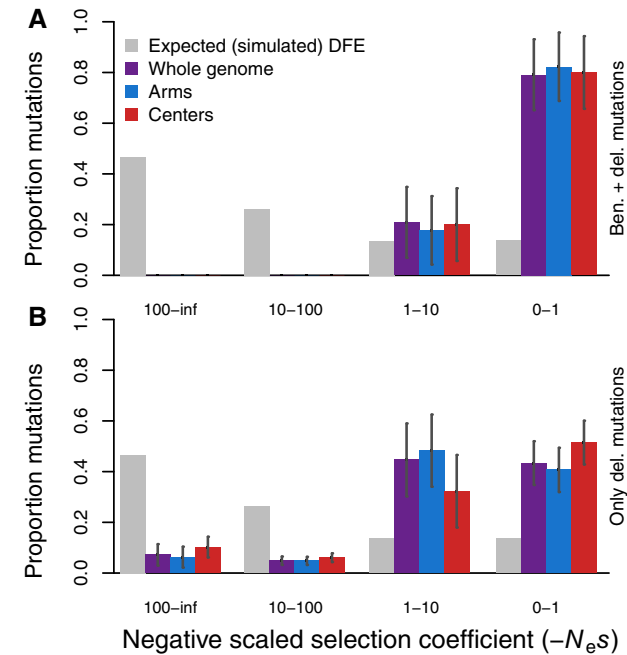 A
Proportion mutations
0.0 0.2 0.4 0.6 0.8 1.0
Expected (simulated) DFE
Whole genome
Arms
Centers
Ben. + del. mutations
100–inf 10–100 1–10 0–1
B
Proportion mutations
0.0 0.2 0.4 0.6 0.8 1.0
Only del. mutations
100–inf 10–100 1–10 0–1
Negative scaled selection coefficient (−Nₑs)